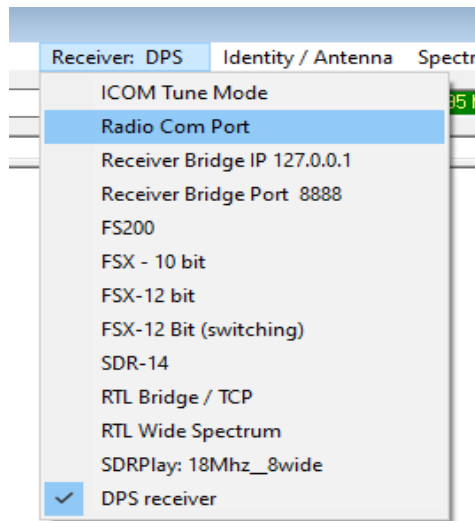 Receiver: DPS Identity / Antenna Spectr
ICOM Tune Mode
95
Radio Com Port
Receiver Bridge IP 127.0.0.1
Receiver Bridge Port 8888
FS200
FSX - 10 bit
FSX-12 bit
FSX-12 Bit (switching)
SDR-14
RTL Bridge / TCP
RTL Wide Spectrum
SDRPlay: 18Mhz__8wide
DPS receiver